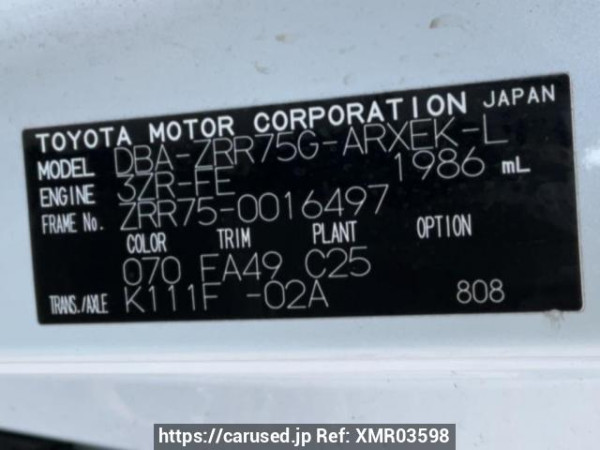 TOYOTA MOTOR CORPORATION JAPAN
MODEL DBA-ZRR75G-ARXEK-L
ENGINE 3ZR-FE 1986 mL
FRAME No. ZRR75-0016497
COLOR TRIM PLANT OPTION
070 FA49 C25
TRANS./AXLE K111F -02A 808
https://carused.jp Ref: XMR03598